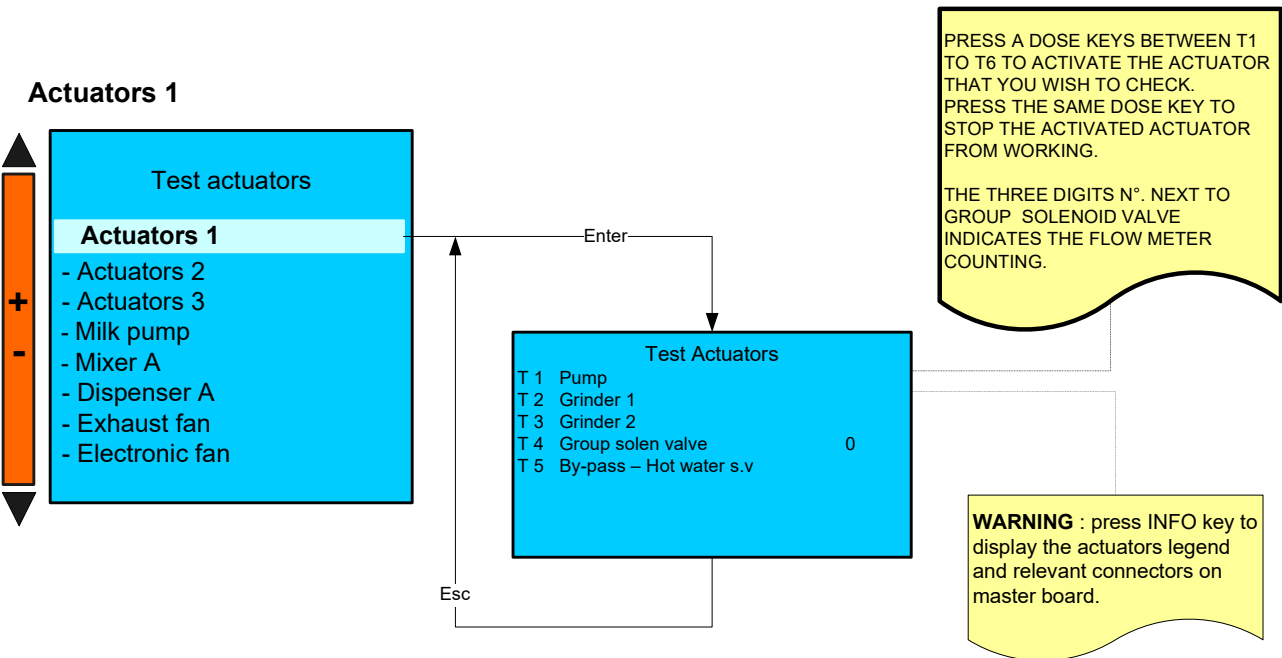 Actuators 1
+
-
Test actuators
Actuators 1
- Actuators 2
- Actuators 3
- Milk pump
- Mixer A
- Dispenser A
- Exhaust fan
- Electronic fan
Enter
Esc
Test Actuators
T 1 Pump
T 2 Grinder 1
T 3 Grinder 2
T 4 Group solen valve 0
T 5 By-pass – Hot water s.v
PRESS A DOSE KEYS BETWEEN T1
TO T6 TO ACTIVATE THE ACTUATOR
THAT YOU WISH TO CHECK.
PRESS THE SAME DOSE KEY TO
STOP THE ACTIVATED ACTUATOR
FROM WORKING.
THE THREE DIGITS N°. NEXT TO
GROUP SOLENOID VALVE
INDICATES THE FLOW METER
COUNTING.
WARNING : press INFO key to
display the actuators legend
and relevant connectors on
master board.